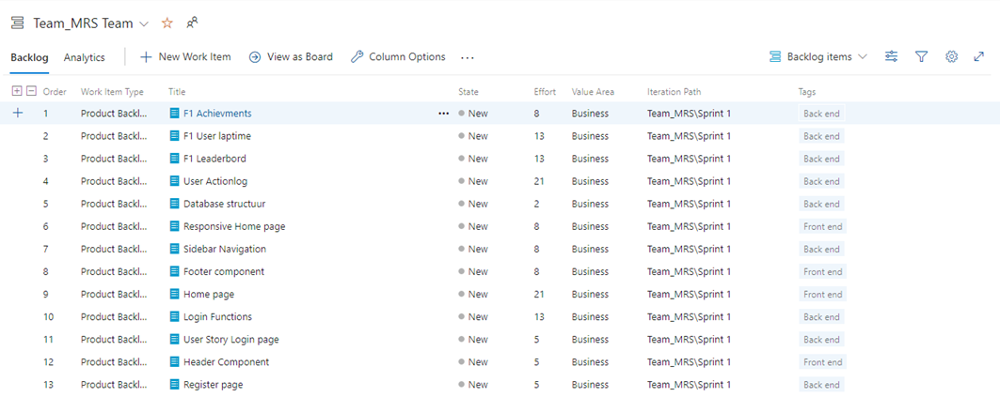 Team_MRS Team
Backlog Analytics New Work Item View as Board Column Options ... Backlog items
Order Work Item Type Title State Effort Value Area Iteration Path Tags
1 Product Backl... F1 Achievments ... New 8 Business Team_MRS\Sprint 1 Back end
2 Product Backl... F1 User laptime New 13 Business Team_MRS\Sprint 1 Back end
3 Product Backl... F1 Leaderbord New 13 Business Team_MRS\Sprint 1 Back end
4 Product Backl... User Actionlog New 21 Business Team_MRS\Sprint 1 Back end
5 Product Backl... Database structuur New 2 Business Team_MRS\Sprint 1 Back end
6 Product Backl... Responsive Home page New 8 Business Team_MRS\Sprint 1 Front end
7 Product Backl... Sidebar Navigation New 8 Business Team_MRS\Sprint 1 Back end
8 Product Backl... Footer component New 8 Business Team_MRS\Sprint 1 Front end
9 Product Backl... Home page New 21 Business Team_MRS\Sprint 1 Front end
10 Product Backl... Login Functions New 13 Business Team_MRS\Sprint 1 Back end
11 Product Backl... User Story Login page New 5 Business Team_MRS\Sprint 1 Back end
12 Product Backl... Header Component New 5 Business Team_MRS\Sprint 1 Front end
13 Product Backl... Register page New 5 Business Team_MRS\Sprint 1 Back end